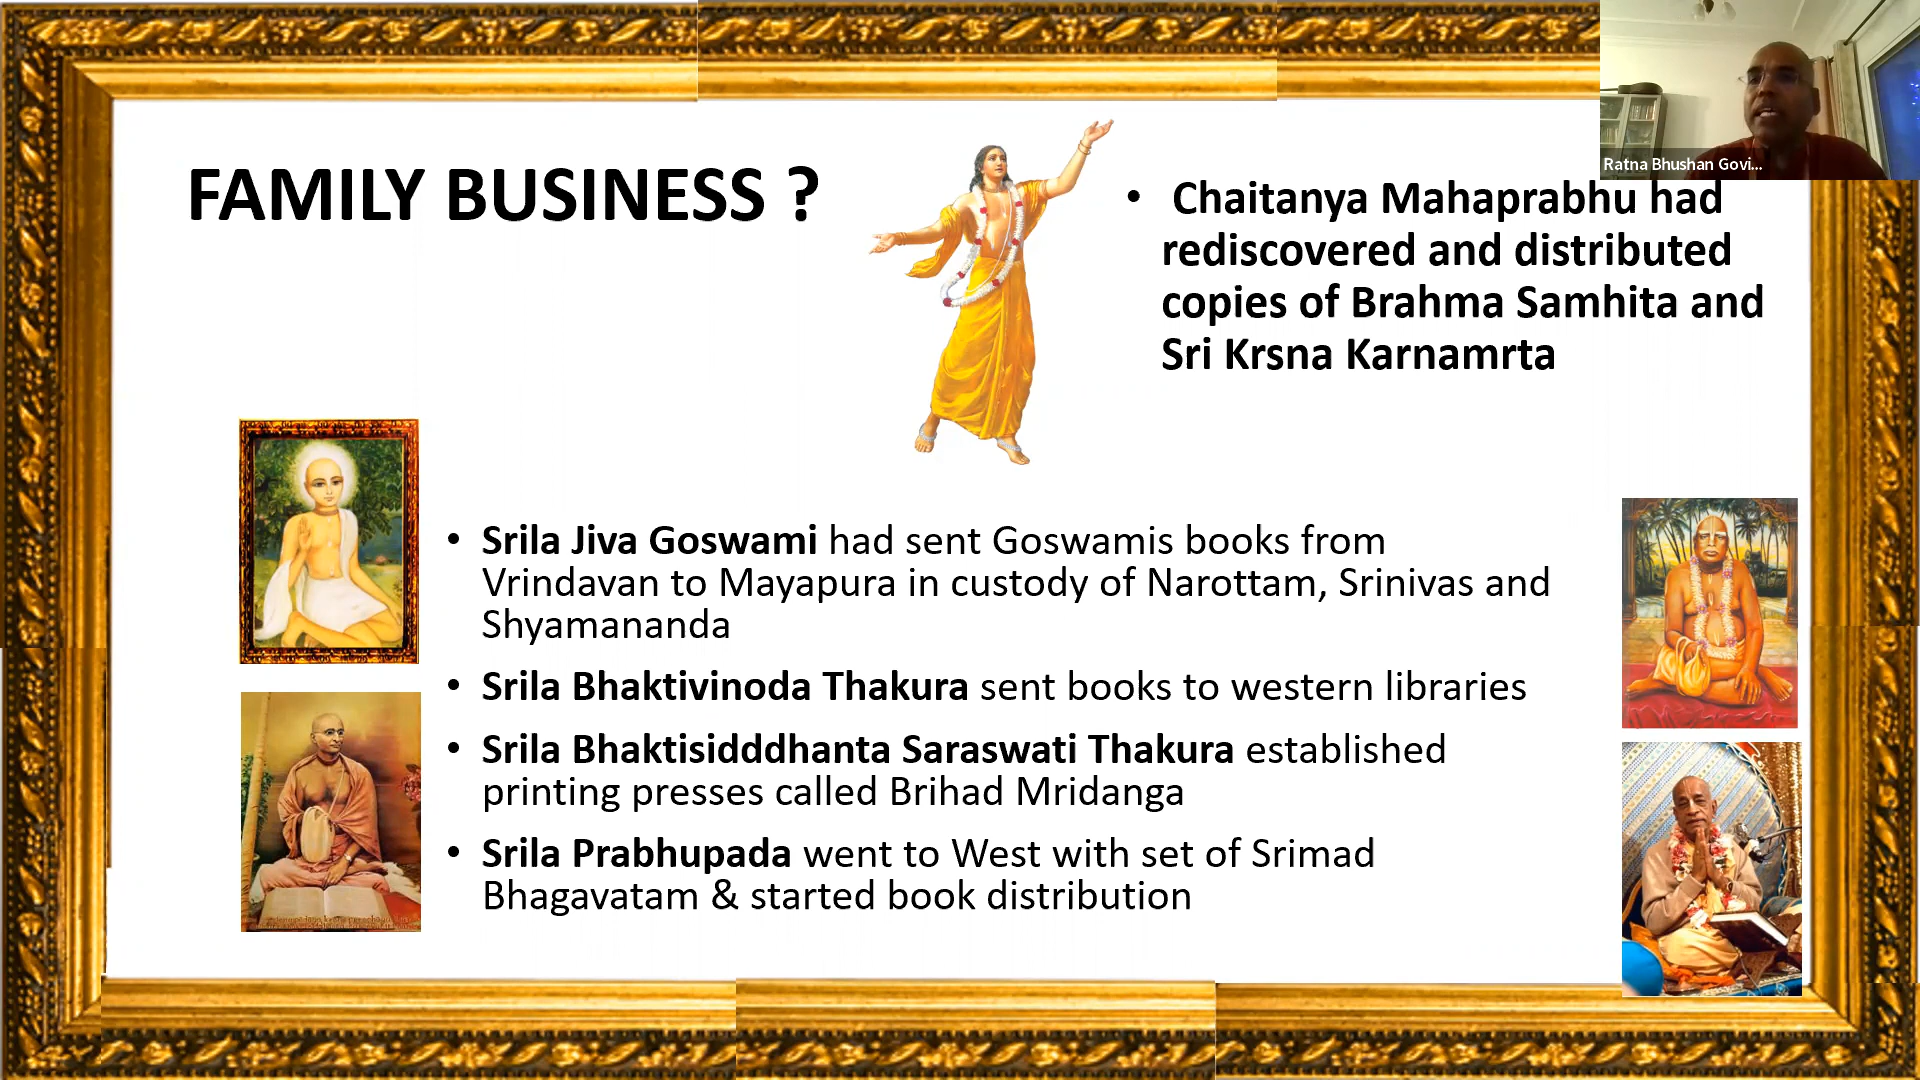 FAMILY BUSINESS ?
Ratna Bhushan Govi...
• Chaitanya Mahaprabhu had
rediscovered and distributed
copies of Brahma Samhita and
Sri Krsna Karnamrta
• Srila Jiva Goswami had sent Goswamis books from
Vrindavan to Mayapura in custody of Narottam, Srinivas and
Shyamananda
• Srila Bhaktivinoda Thakura sent books to western libraries
• Srila Bhaktisidddhanta Saraswati Thakura established
printing presses called Brihad Mridanga
• Srila Prabhupada went to West with set of Srimad
Bhagavatam & started book distribution